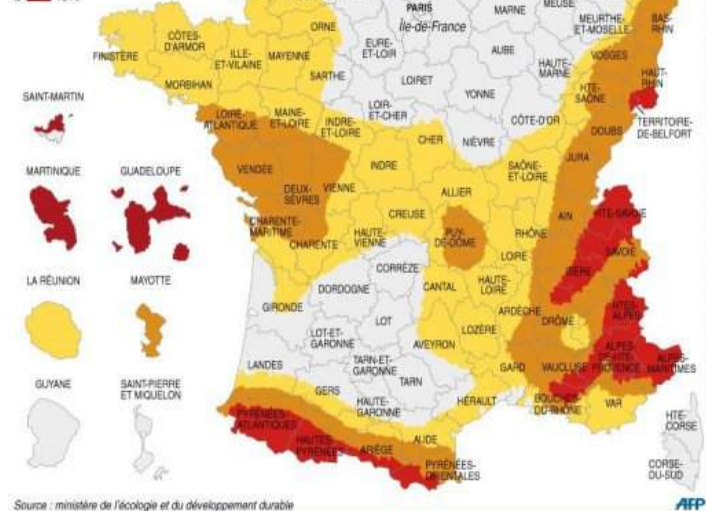 PARIS
Île-de-France
MARNE
MEUSE
MEURTHE-
ET-MOSELLE
BAS-
RHIN
ORNE
CÔTES-
D'ARMOR
FINISTÈRE
ILLE-
ET-VILAINE
MAYENNE
EURE-
ET-LOIR
AUBE
VOSGES
HAUTE-
MARNE
HAUT-
RHIN
MORBIHAN
SARTHE
LOIRET
YONNE
HTE-
SAÔNE
SAINT-MARTIN
LOIR-
ET-CHER
LOIRE-
ATLANTIQUE
MAINE-
ET-LOIRE
INDRE-
ET-LOIRE
CÔTE-D'OR
TERRITOIRE-
DE-BELFORT
DOUBS
CHER
NIÈVRE
MARTINIQUE
GUADELOUPE
VENDÉE
DEUX-
SÈVRES
VIENNE
INDRE
SAÔNE-
ET-LOIRE
JURA
ALLIER
CHARENTE-
MARITIME
CREUSE
AIN
HTE-SAVOIE
CHARENTE
HAUTE-
VIENNE
PUY-
DE-DÔME
RHÔNE
LOIRE
SAVOIE
ISÈRE
CORRÈZE
LA RÉUNION
MAYOTTE
DORDOGNE
CANTAL
HAUTE-
LOIRE
GIRONDE
LOT
ARDÈCHE
DRÔME
HTES-
ALPES
LOT-ET-
GARONNE
AVEYRON
LOZÈRE
LANDES
TARN-ET-
GARONNE
GARD
VAUCLUSE
ALPES-
DE-HTE-
PROVENCE
ALPES-
MARITIMES
GUYANE
SAINT-PIERRE
ET MIQUELON
TARN
GERS
HAUTE-
GARONNE
HÉRAULT
BOUCHES-
DU-RHÔNE
VAR
PYRÉNÉES-
ATLANTIQUES
HAUTES-
PYRÉNÉES
ARIÈGE
AUDE
PYRÉNÉES-
ORIENTALES
HTE-
CORSE
CORSE-
DU-SUD
Source : ministère de l'écologie et du développement durable
AFP